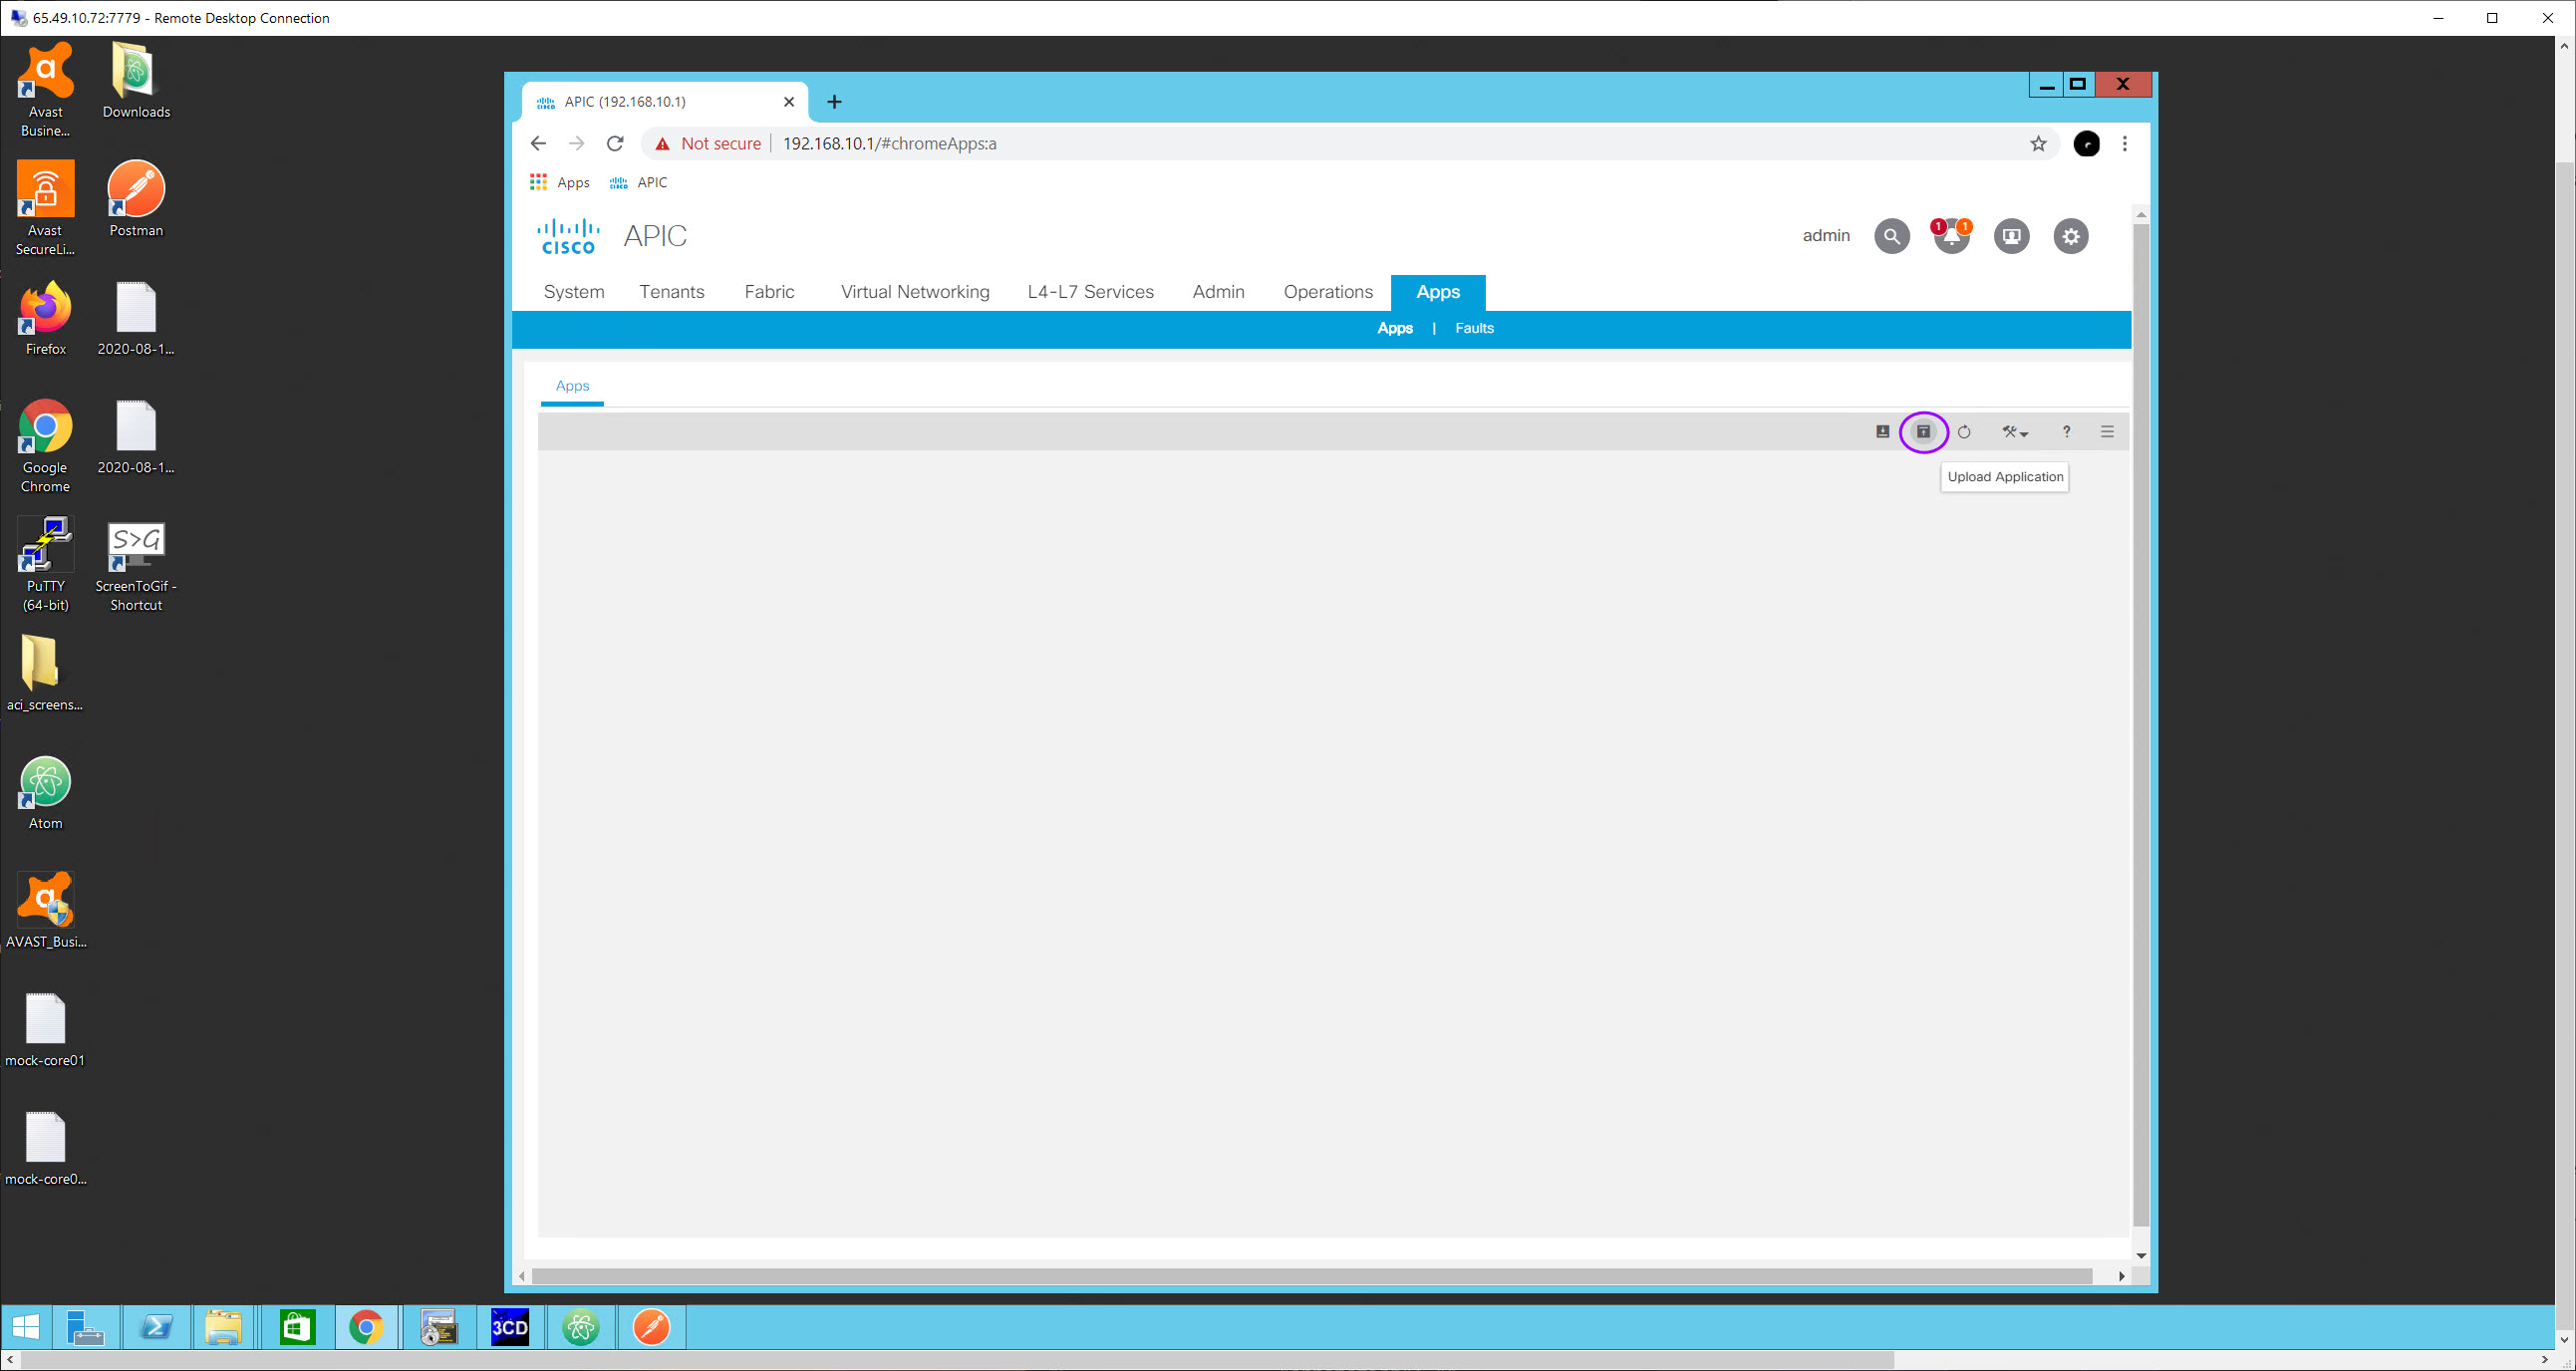 65.49.10.72:7779 - Remote Desktop Connection
Avast
Busine...
Downloads
Avast
SecureLi...
Postman
Firefox
2020-08-1...
Google
Chrome
2020-08-1...
PuTTY
(64-bit)
S>G
ScreenToGif -
Shortcut
aci_screens...
Atom
AVAST_Busi...
mock-core01
mock-core0...
APIC (192.168.10.1)
Not secure
192.168.10.1/#chromeApps:a
Apps
APIC
CISCO
APIC
admin
1
1
System
Tenants
Fabric
Virtual Networking
L4-L7 Services
Admin
Operations
Apps
Apps | Faults
Apps
?
Upload Application
3CD